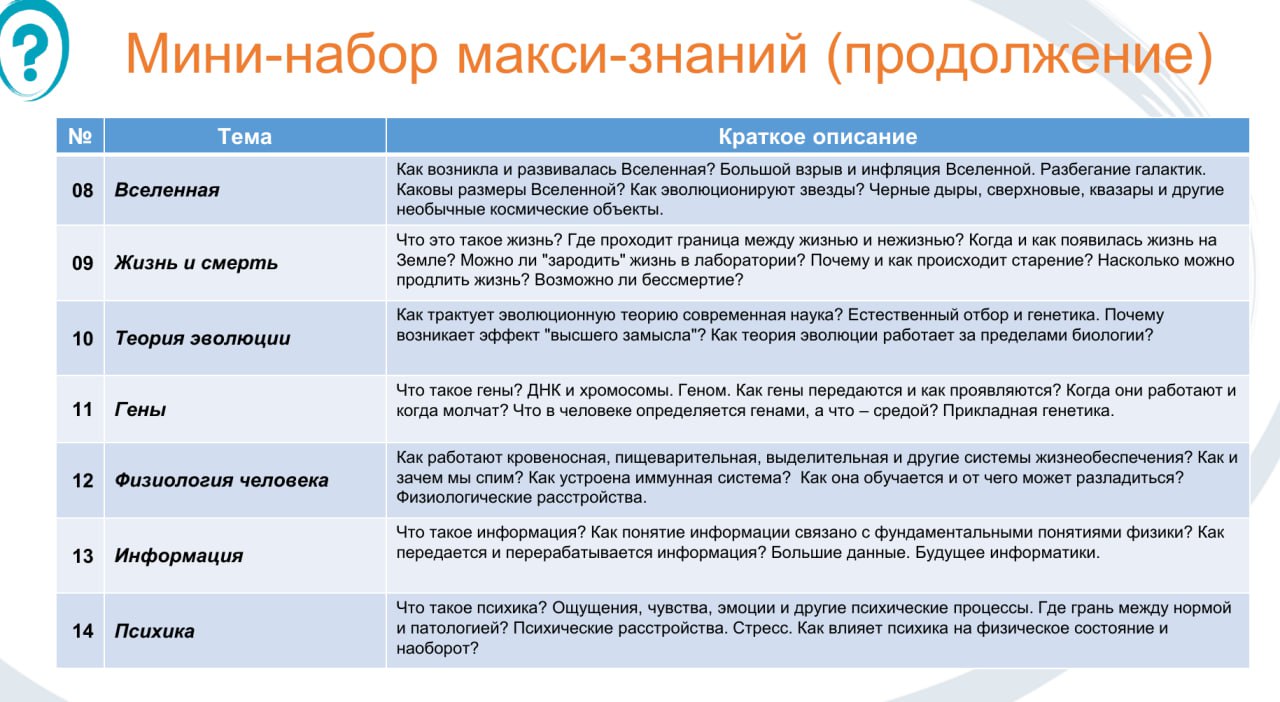 ?
Мини-набор макси-знаний (продолжение)
№ Тема Краткое описание
08 Вселенная
Как возникла и развивалась Вселенная? Большой взрыв и инфляция Вселенной. Разбегание галактик.
Каковы размеры Вселенной? Как эволюционируют звезды? Черные дыры, сверхновые, квазары и другие
необычные космические объекты.
09 Жизнь и смерть
Что это такое жизнь? Где проходит граница между жизнью и нежизнью? Когда и как появилась жизнь на
Земле? Можно ли "зародить" жизнь в лаборатории? Почему и как происходит старение? Насколько можно
продлить жизнь? Возможно ли бессмертие?
10 Теория эволюции
Как трактует эволюционную теорию современная наука? Естественный отбор и генетика. Почему
возникает эффект "высшего замысла"? Как теория эволюции работает за пределами биологии?
11 Гены
Что такое гены? ДНК и хромосомы. Геном. Как гены передаются и как проявляются? Когда они работают и
когда молчат? Что в человеке определяется генами, а что – средой? Прикладная генетика.
12 Физиология человека
Как работают кровеносная, пищеварительная, выделительная и другие системы жизнеобеспечения? Как и
зачем мы спим? Как устроена иммунная система?  Как она обучается и от чего может разладиться?
Физиологические расстройства.
13 Информация
Что такое информация? Как понятие информации связано с фундаментальными понятиями физики? Как
передается и перерабатывается информация? Большие данные. Будущее информатики.
14 Психика
Что такое психика? Ощущения, чувства, эмоции и другие психические процессы. Где грань между нормой
и патологией? Психические расстройства. Стресс. Как влияет психика на физическое состояние и
наоборот?